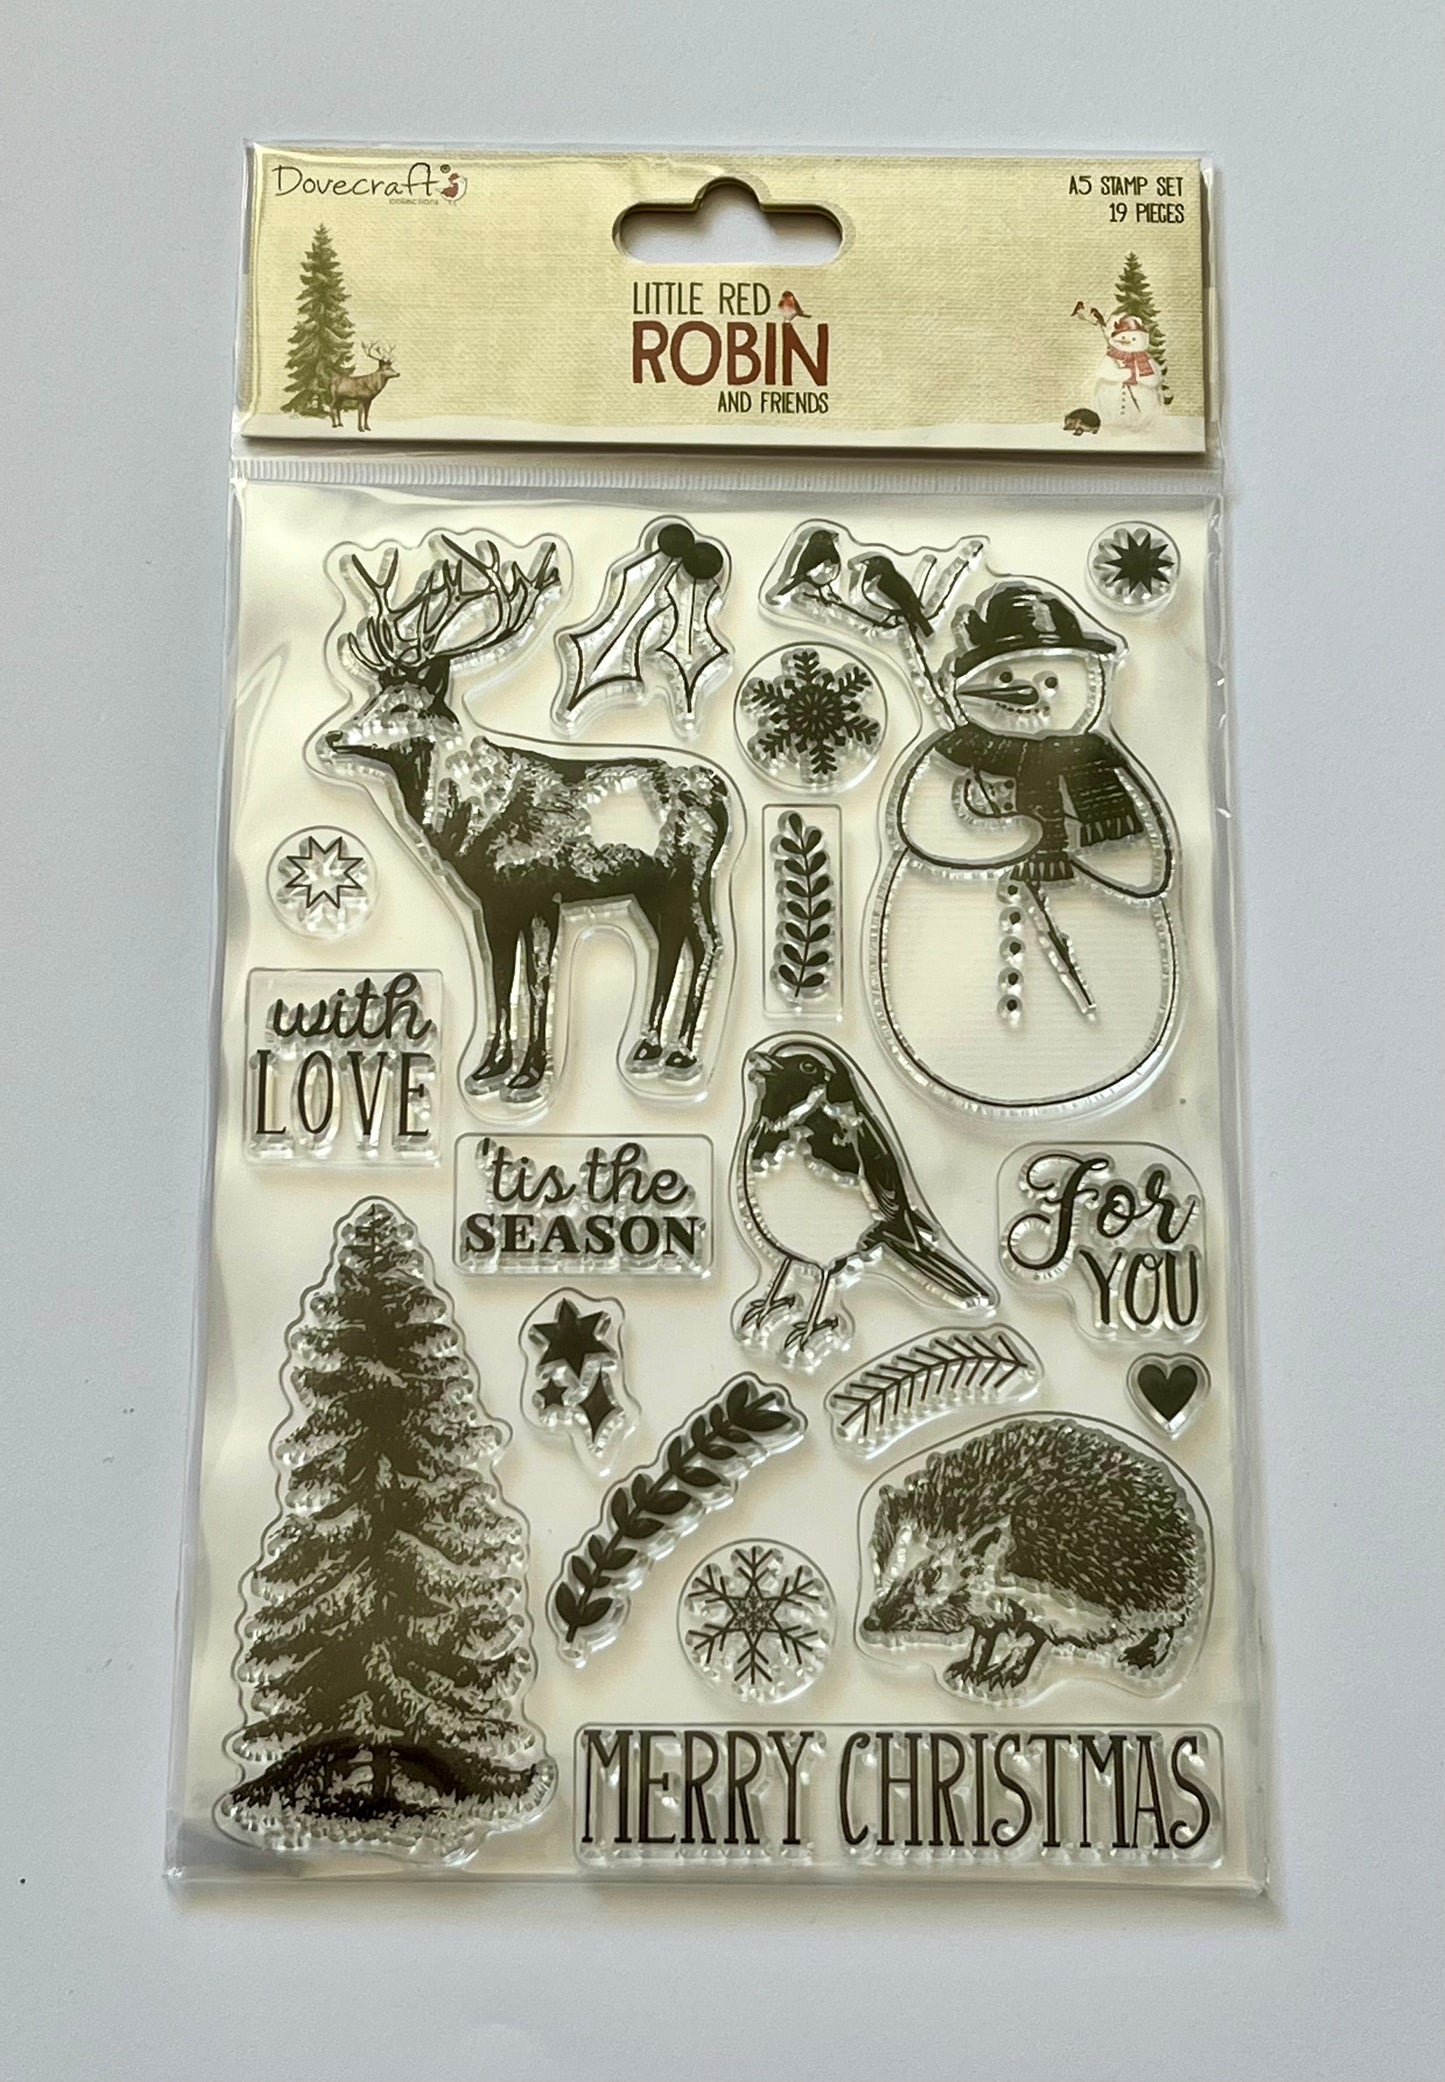 Dovecraft®
collections
A5 STAMP SET
19 PIECES
LITTLE RED
ROBIN
AND FRIENDS
with
LOVE
'tis the
SEASON
For
YOU
MERRY CHRISTMAS